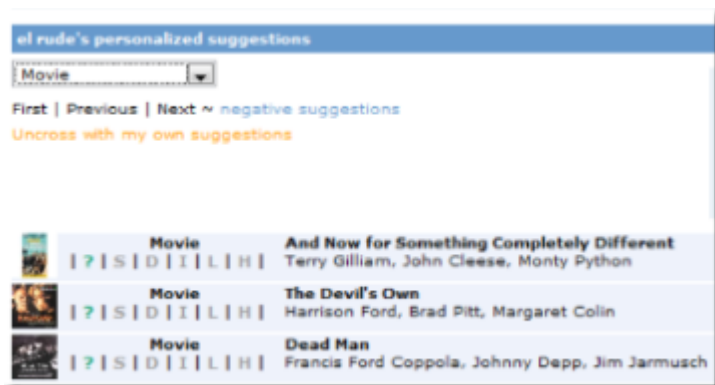 el rude's personalized suggestions
Movie
First | Previous | Next ~ negative suggestions
Uncross with my own suggestions
Movie And Now for Something Completely Different
| ? | S | D | I | L | H | Terry Gilliam, John Cleese, Monty Python
Movie The Devil's Own
| ? | S | D | I | L | H | Harrison Ford, Brad Pitt, Margaret Colin
Movie Dead Man
| ? | S | D | I | L | H | Francis Ford Coppola, Johnny Depp, Jim Jarmusch